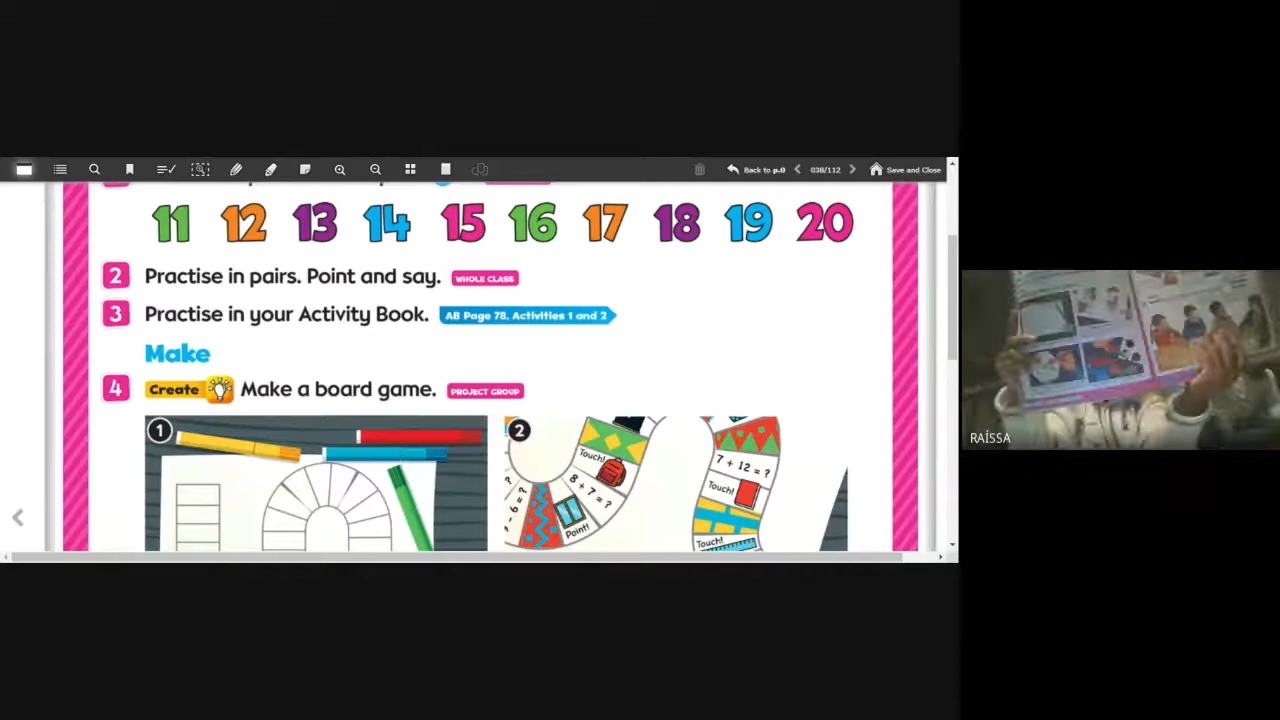 Back to p.0
038/112
Save and Close
11 12 13 14 15 16 17 18 19 20
2 Practise in pairs. Point and say. WHOLE CLASS
3 Practise in your Activity Book. AB Page 78, Activities 1 and 2
Make
4 Create Make a board game. PROJECT GROUP
1
2
Touch!
8 + 7 = ?
Point!
- 6 = ?
7 + 12 = ?
Touch!
Touch!
RAÍSSA